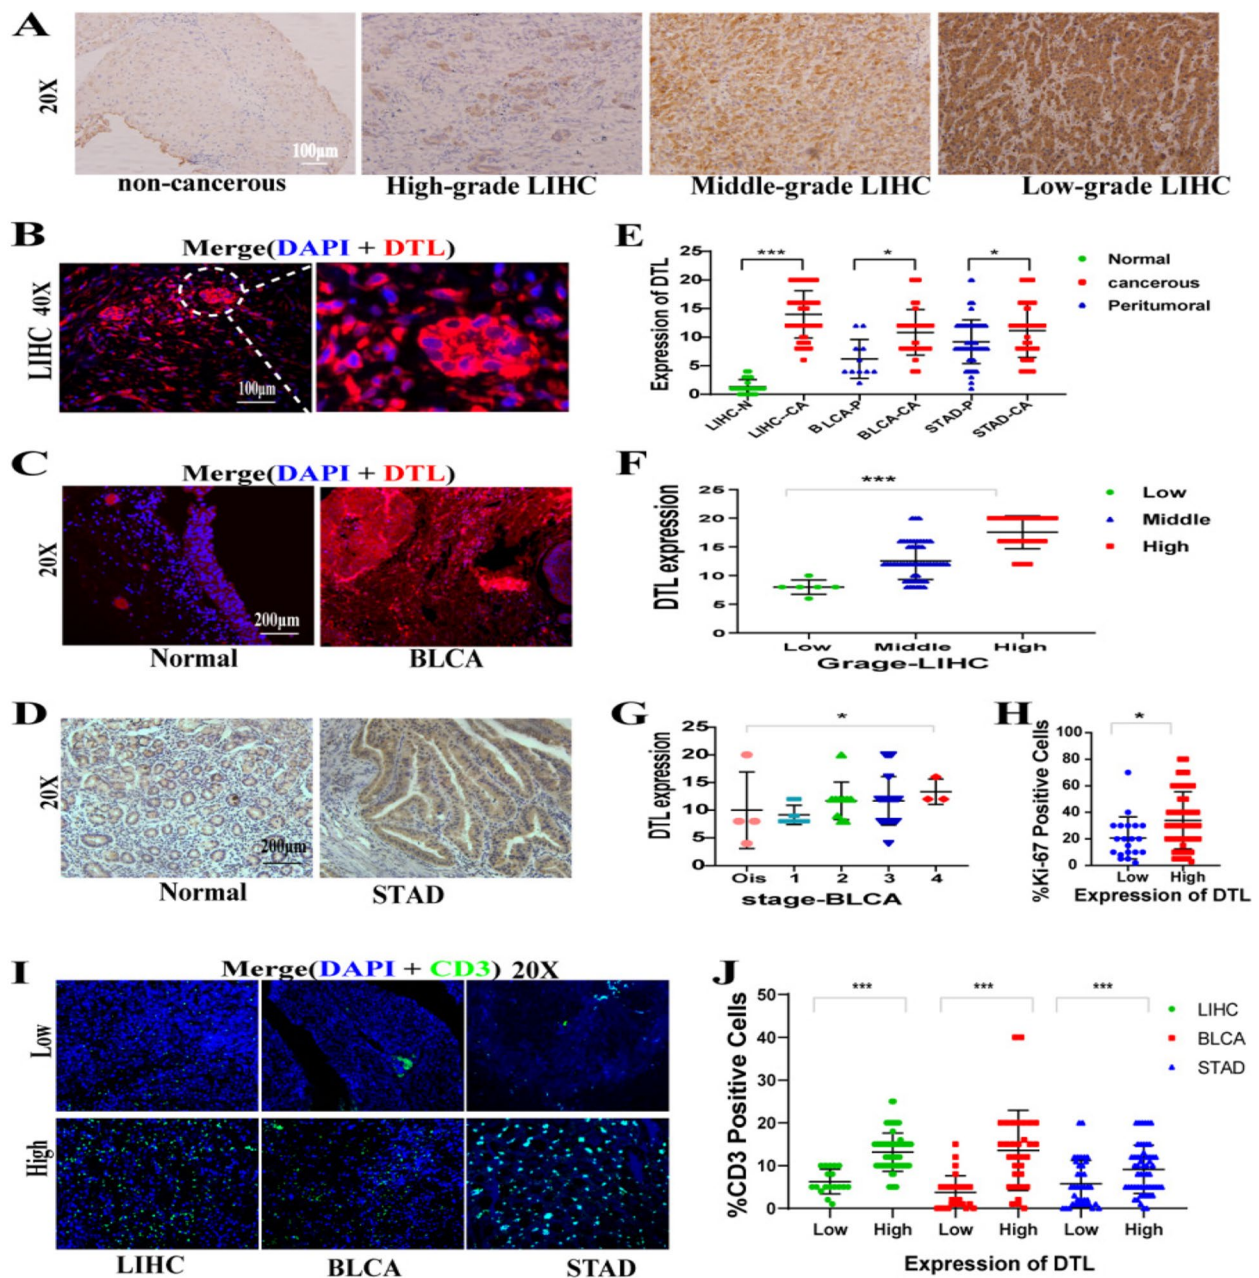 A
20X
100μm
non-cancerous
High-grade LIHC
Middle-grade LIHC
Low-grade LIHC
B
Merge(DAPI + DTL)
LIHC 40X
100μm
C
Merge(DAPI + DTL)
20X
200μm
Normal
BLCA
D
20X
200μm
Normal
STAD
E
Expression of DTL
25
20
15
10
5
0
***
*
*
LIHC-N
LIHC--CA
BLCA-P
BLCA-CA
STAD-P
STAD-CA
Normal
cancerous
Peritumoral
F
DTL expression
25
20
15
10
5
0
***
Low
Middle
High
Grage-LIHC
Low
Middle
High
G
DTL expression
25
20
15
10
5
0
*
Ois
1
2
3
4
stage-BLCA
H
%Ki-67 Positive Cells
100
80
60
40
20
0
*
Low
High
Expression of DTL
I
Merge(DAPI + CD3) 20X
Low
High
LIHC
BLCA
STAD
J
%CD3 Positive Cells
50
40
30
20
10
0
***
***
***
Low
High
Low
High
Low
High
Expression of DTL
LIHC
BLCA
STAD